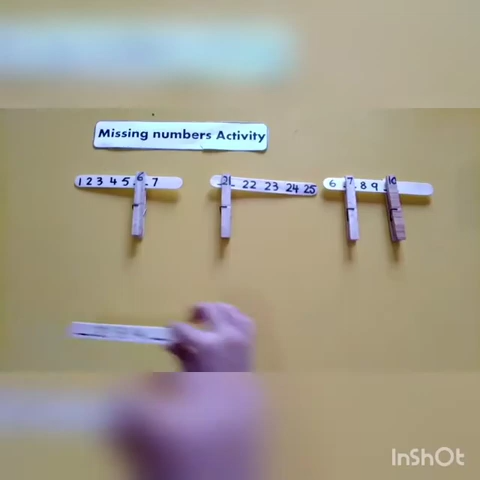 Missing numbers Activity
1 2 3 4 5 6 7
21 22 23 24 25
6 7 8 9 10
InShOt